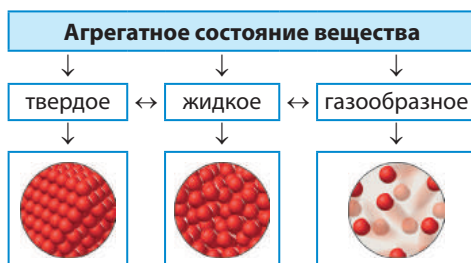 Агрегатное состояние вещества
↓ ↓ ↓
твердое ↔ жидкое ↔ газообразное
↓ ↓ ↓